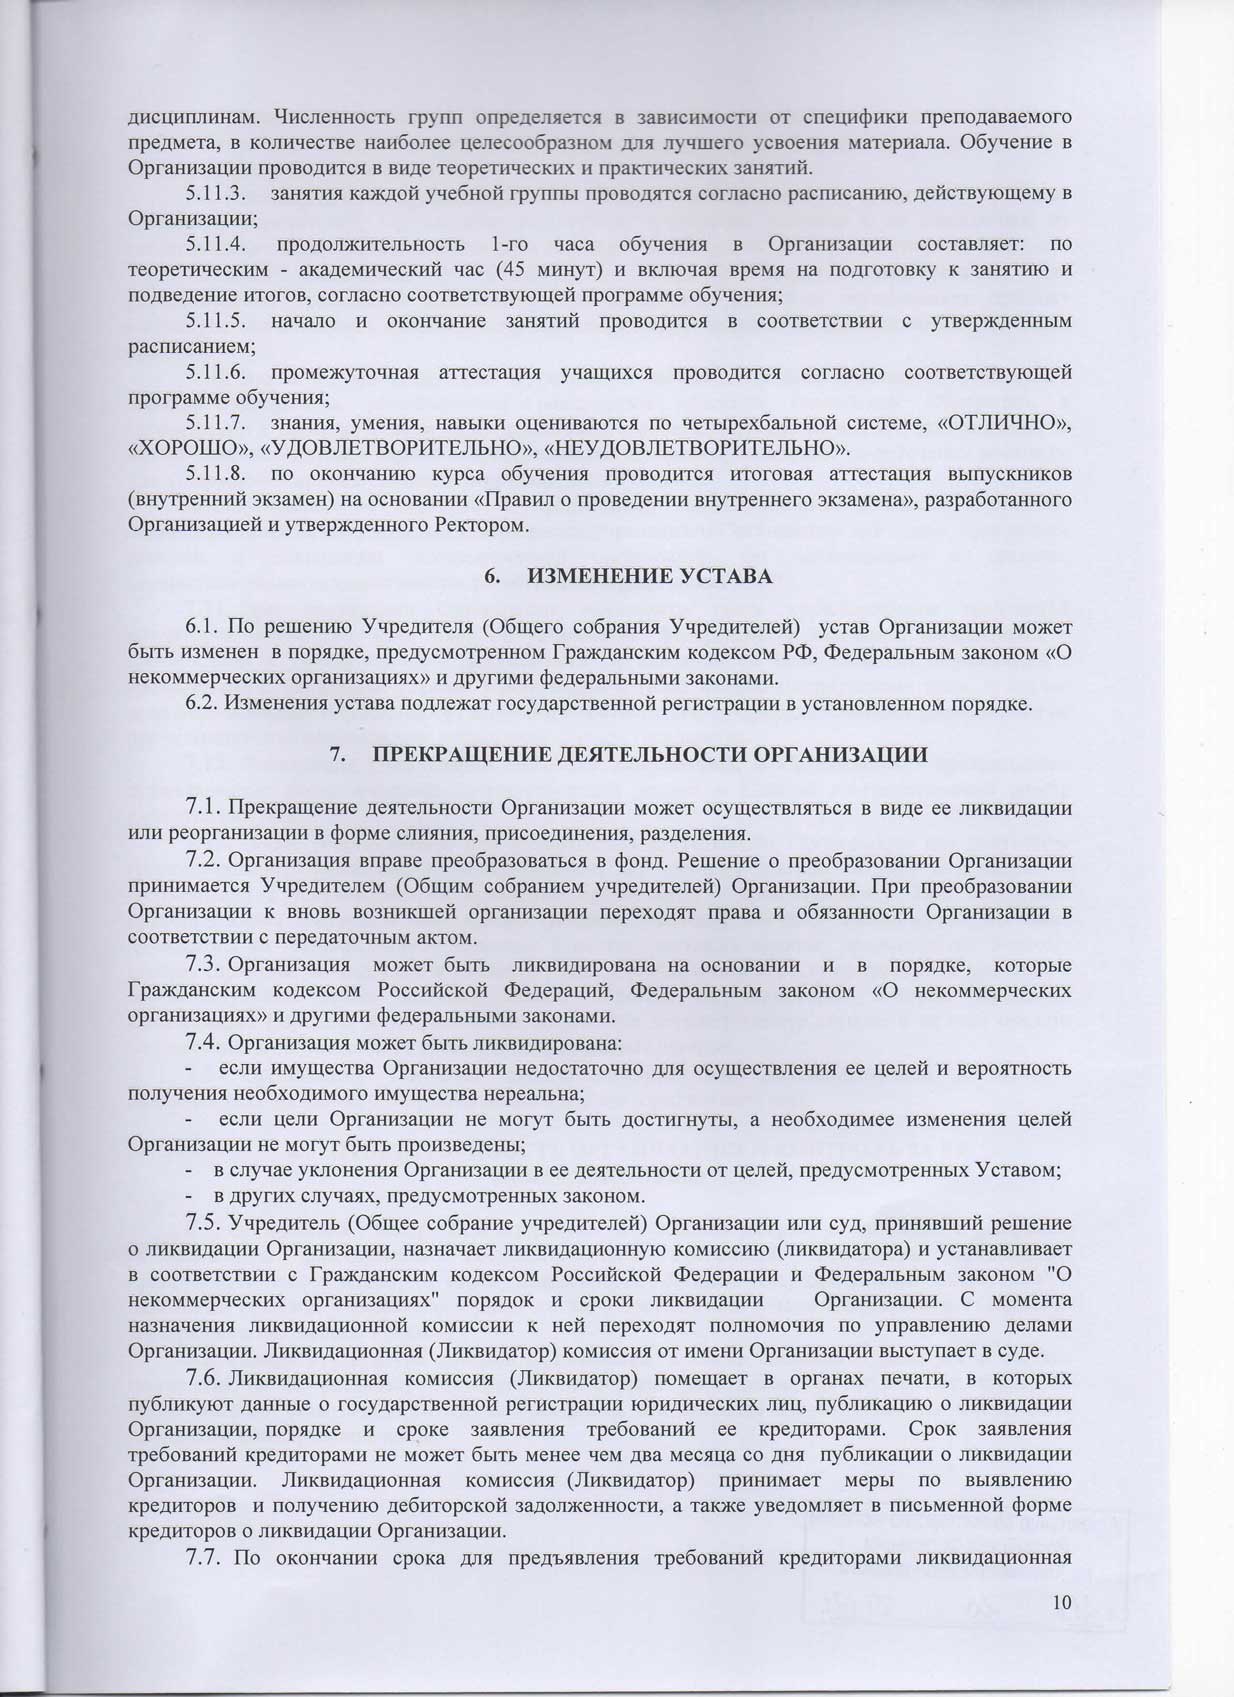 дисциплинам. Численность групп определяется в зависимости от специфики преподаваемого
предмета, в количестве наиболее целесообразном для лучшего усвоения материала. Обучение в
Организации проводится в виде теоретических и практических занятий.
5.11.3. занятия каждой учебной группы проводятся согласно расписанию, действующему в
Организации;
5.11.4. продолжительность 1-го часа обучения в Организации составляет: по
теоретическим - академический час (45 минут) и включая время на подготовку к занятию и
подведение итогов, согласно соответствующей программе обучения;
5.11.5. начало и окончание занятий проводится в соответствии с утвержденным
расписанием;
5.11.6. промежуточная аттестация учащихся проводится согласно соответствующей
программе обучения;
5.11.7. знания, умения, навыки оцениваются по четырехбальной системе, «ОТЛИЧНО»,
«ХОРОШО», «УДОВЛЕТВОРИТЕЛЬНО», «НЕУДОВЛЕТВОРИТЕЛЬНО».
5.11.8. по окончанию курса обучения проводится итоговая аттестация выпускников
(внутренний экзамен) на основании «Правил о проведении внутреннего экзамена», разработанного
Организацией и утвержденного Ректором.
6. ИЗМЕНЕНИЕ УСТАВА
6.1. По решению Учредителя (Общего собрания Учредителей) устав Организации может
быть изменен в порядке, предусмотренном Гражданским кодексом РФ, Федеральным законом «О
некоммерческих организациях» и другими федеральными законами.
6.2. Изменения устава подлежат государственной регистрации в установленном порядке.
7. ПРЕКРАЩЕНИЕ ДЕЯТЕЛЬНОСТИ ОРГАНИЗАЦИИ
7.1. Прекращение деятельности Организации может осуществляться в виде ее ликвидации
или реорганизации в форме слияния, присоединения, разделения.
7.2. Организация вправе преобразоваться в фонд. Решение о преобразовании Организации
принимается Учредителем (Общим собранием учредителей) Организации. При преобразовании
Организации к вновь возникшей организации переходят права и обязанности Организации в
соответствии с передаточным актом.
7.3. Организация может быть ликвидирована на основании и в порядке, которые
Гражданским кодексом Российской Федераций, Федеральным законом «О некоммерческих
организациях» и другими федеральными законами.
7.4. Организация может быть ликвидирована:
- если имущества Организации недостаточно для осуществления ее целей и вероятность
получения необходимого имущества нереальна;
- если цели Организации не могут быть достигнуты, а необходимее изменения целей
Организации не могут быть произведены;
- в случае уклонения Организации в ее деятельности от целей, предусмотренных Уставом;
- в других случаях, предусмотренных законом.
7.5. Учредитель (Общее собрание учредителей) Организации или суд, принявший решение
о ликвидации Организации, назначает ликвидационную комиссию (ликвидатора) и устанавливает
в соответствии с Гражданским кодексом Российской Федерации и Федеральным законом "О
некоммерческих организациях" порядок и сроки ликвидации Организации. С момента
назначения ликвидационной комиссии к ней переходят полномочия по управлению делами
Организации. Ликвидационная (Ликвидатор) комиссия от имени Организации выступает в суде.
7.6. Ликвидационная комиссия (Ликвидатор) помещает в органах печати, в которых
публикуют данные о государственной регистрации юридических лиц, публикацию о ликвидации
Организации, порядке и сроке заявления требований ее кредиторами. Срок заявления
требований кредиторами не может быть менее чем два месяца со дня публикации о ликвидации
Организации. Ликвидационная комиссия (Ликвидатор) принимает меры по выявлению
кредиторов и получению дебиторской задолженности, а также уведомляет в письменной форме
кредиторов о ликвидации Организации.
7.7. По окончании срока для предъявления требований кредиторами ликвидационная
10